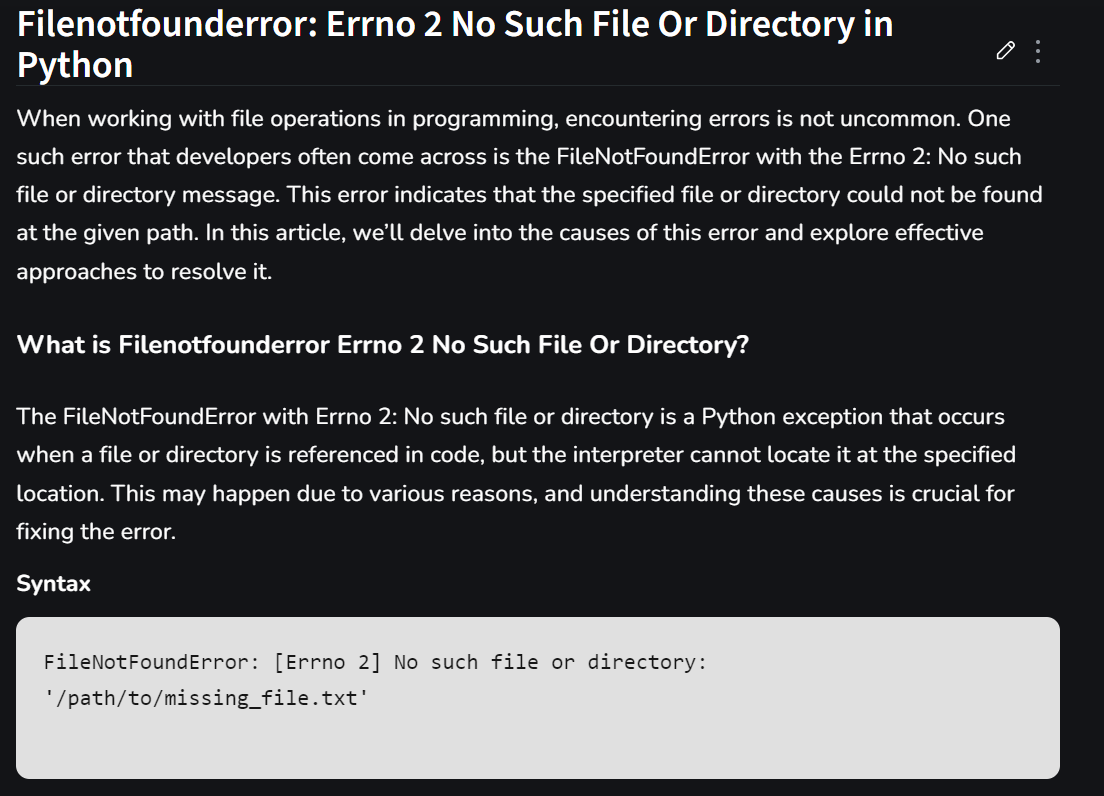 Filenotfounderror: Errno 2 No Such File Or Directory in
Python
When working with file operations in programming, encountering errors is not uncommon. One
such error that developers often come across is the FileNotFoundError with the Errno 2: No such
file or directory message. This error indicates that the specified file or directory could not be found
at the given path. In this article, we’ll delve into the causes of this error and explore effective
approaches to resolve it.
What is Filenotfounderror Errno 2 No Such File Or Directory?
The FileNotFoundError with Errno 2: No such file or directory is a Python exception that occurs
when a file or directory is referenced in code, but the interpreter cannot locate it at the specified
location. This may happen due to various reasons, and understanding these causes is crucial for
fixing the error.
Syntax
FileNotFoundError: [Errno 2] No such file or directory:
'/path/to/missing_file.txt'